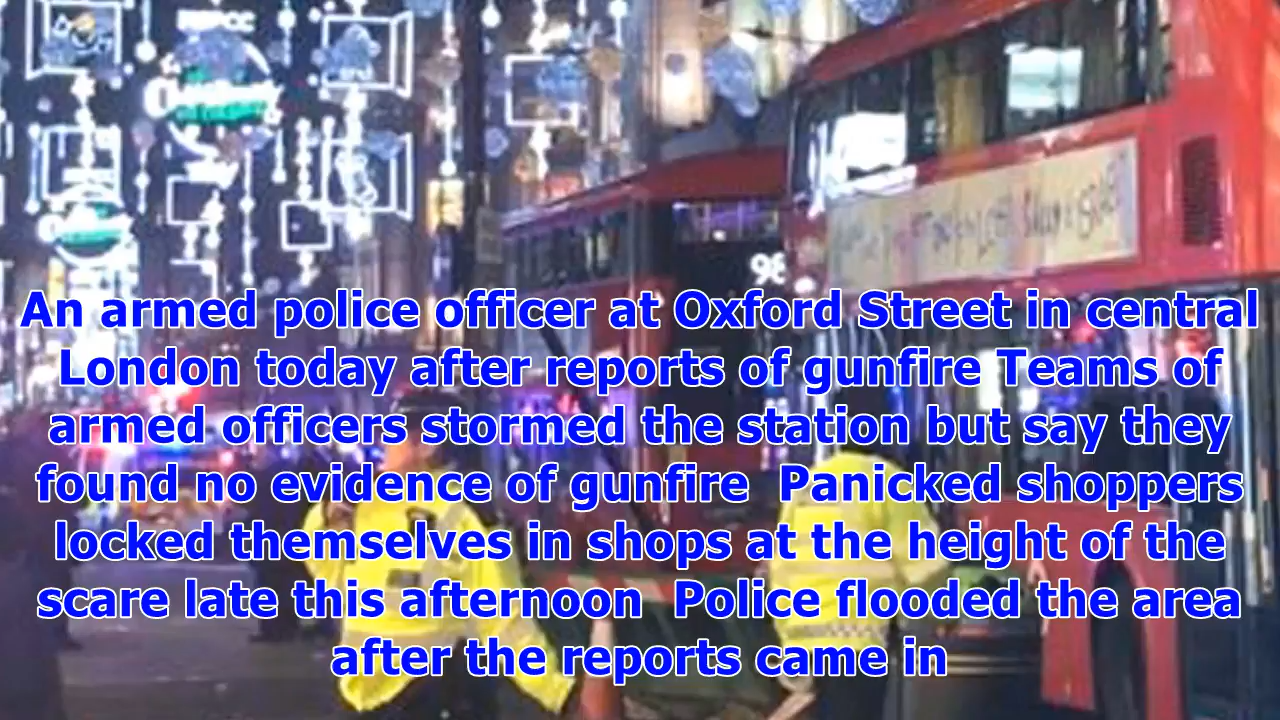 98
An armed police officer at Oxford Street in central
London today after reports of gunfire Teams of
armed officers stormed the station but say they
found no evidence of gunfire  Panicked shoppers
locked themselves in shops at the height of the
scare late this afternoon  Police flooded the area
after the reports came in